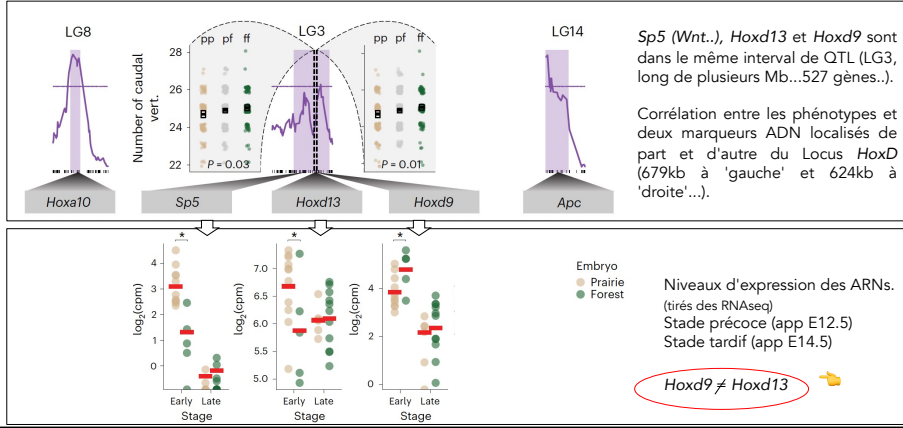 LG8
LG3
LG14
pp pf ff
pp pf ff
Number of caudal
vert.
28
26
24
22
P = 0.03
P = 0.01
Hoxa10
Sp5
Hoxd13
Hoxd9
Apc
Sp5 (Wnt..), Hoxd13 et Hoxd9 sont
dans le même interval de QTL (LG3,
long de plusieurs Mb...527 gènes..).
Corrélation entre les phénotypes et
deux marqueurs ADN localisés de
part et d'autre du Locus HoxD
(679kb à 'gauche' et 624kb à
'droite'...).
*
log2(cpm)
4
2
0
Early Late
Stage
*
log2(cpm)
7.0
6.5
6.0
5.5
5.0
Early Late
Stage
*
log2(cpm)
4
2
0
Early Late
Stage
Embryo
Prairie
Forest
Niveaux d'expression des ARNs.
(tirés des RNAseq)
Stade précoce (app E12.5)
Stade tardif (app E14.5)
Hoxd9 ≠ Hoxd13